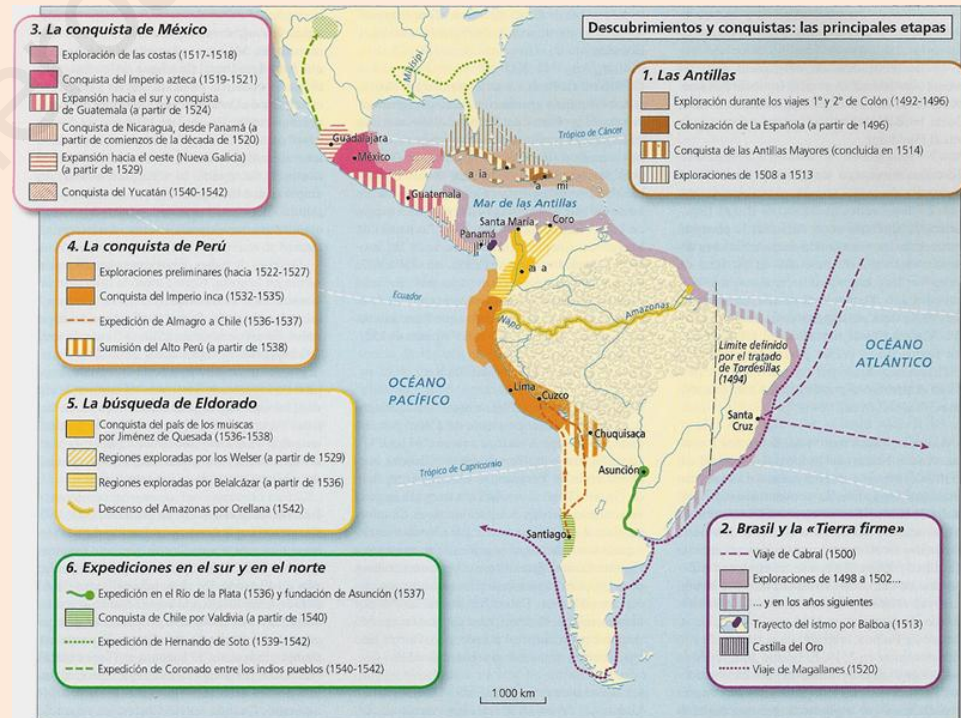 Descubrimientos y conquistas: las principales etapas
3. La conquista de México
Exploración de las costas (1517-1518)
Conquista del Imperio azteca (1519-1521)
Expansión hacia el sur y conquista
de Guatemala (a partir de 1524)
Conquista de Nicaragua, desde Panamá (a
partir de comienzos de la década de 1520)
Expansión hacia el oeste (Nueva Galicia)
(a partir de 1529)
Conquista del Yucatán (1540-1542)
1. Las Antillas
Exploración durante los viajes 1º y 2º de Colón (1492-1496)
Colonización de La Española (a partir de 1496)
Conquista de las Antillas Mayores (concluida en 1514)
Exploraciones de 1508 a 1513
4. La conquista de Perú
Exploraciones preliminares (hacia 1522-1527)
Conquista del Imperio inca (1532-1535)
Expedición de Almagro a Chile (1536-1537)
Sumisión del Alto Perú (a partir de 1538)
5. La búsqueda de Eldorado
Conquista del país de los muiscas
por Jiménez de Quesada (1536-1538)
Regiones exploradas por los Welser (a partir de 1529)
Regiones exploradas por Belalcázar (a partir de 1536)
Descenso del Amazonas por Orellana (1542)
6. Expediciones en el sur y en el norte
Expedición en el Río de la Plata (1536) y fundación de Asunción (1537)
Conquista de Chile por Valdivia (a partir de 1540)
Expedición de Hernando de Soto (1539-1542)
Expedición de Coronado entre los indios pueblos (1540-1542)
2. Brasil y la «Tierra firme»
Viaje de Cabral (1500)
Exploraciones de 1498 a 1502...
... y en los años siguientes
Trayecto del istmo por Balboa (1513)
Castilla del Oro
Viaje de Magallanes (1520)
Misisipi
Trópico de Cáncer
Guadalajara
México
Guatemala
Mar de las Antillas
Santa María
Coro
Panamá
Ecuador
Napo
Amazonas
Límite definido
por el tratado
de Tordesillas
(1494)
OCÉANO
ATLÁNTICO
OCÉANO
PACÍFICO
Lima
Cuzco
Chuquisaca
Santa
Cruz
Asunción
Trópico de Capricornio
Santiago
1 000 km